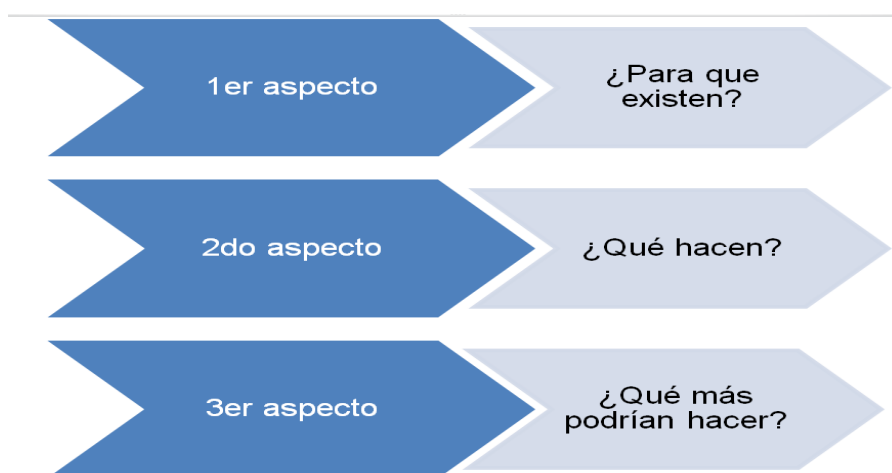 1er aspecto
¿Para que
existen?
2do aspecto
¿Qué hacen?
3er aspecto
¿Qué más
podrían hacer?